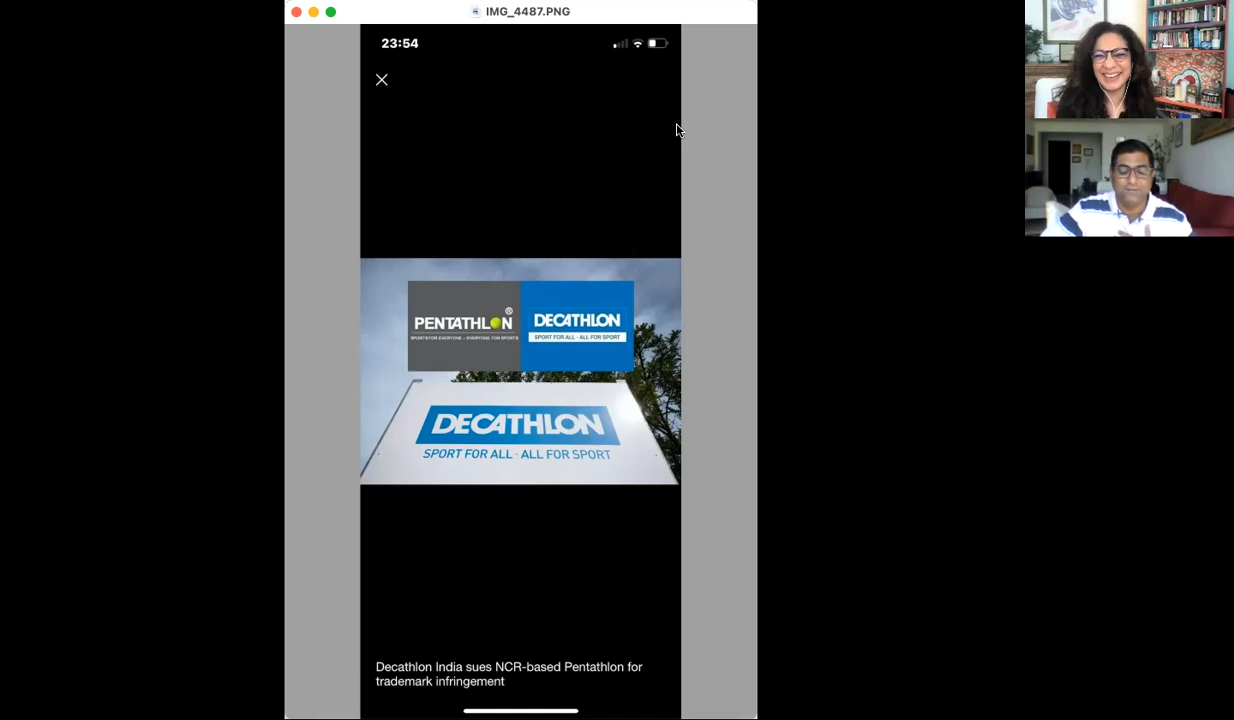 IMG_4487.PNG
23:54
PENTATHLON®
SPORTS FOR EVERYONE - EVERYONE FOR SPORTS
DECATHLON
SPORT FOR ALL · ALL FOR SPORT
DECATHLON
SPORT FOR ALL · ALL FOR SPORT
Decathlon India sues NCR-based Pentathlon for
trademark infringement